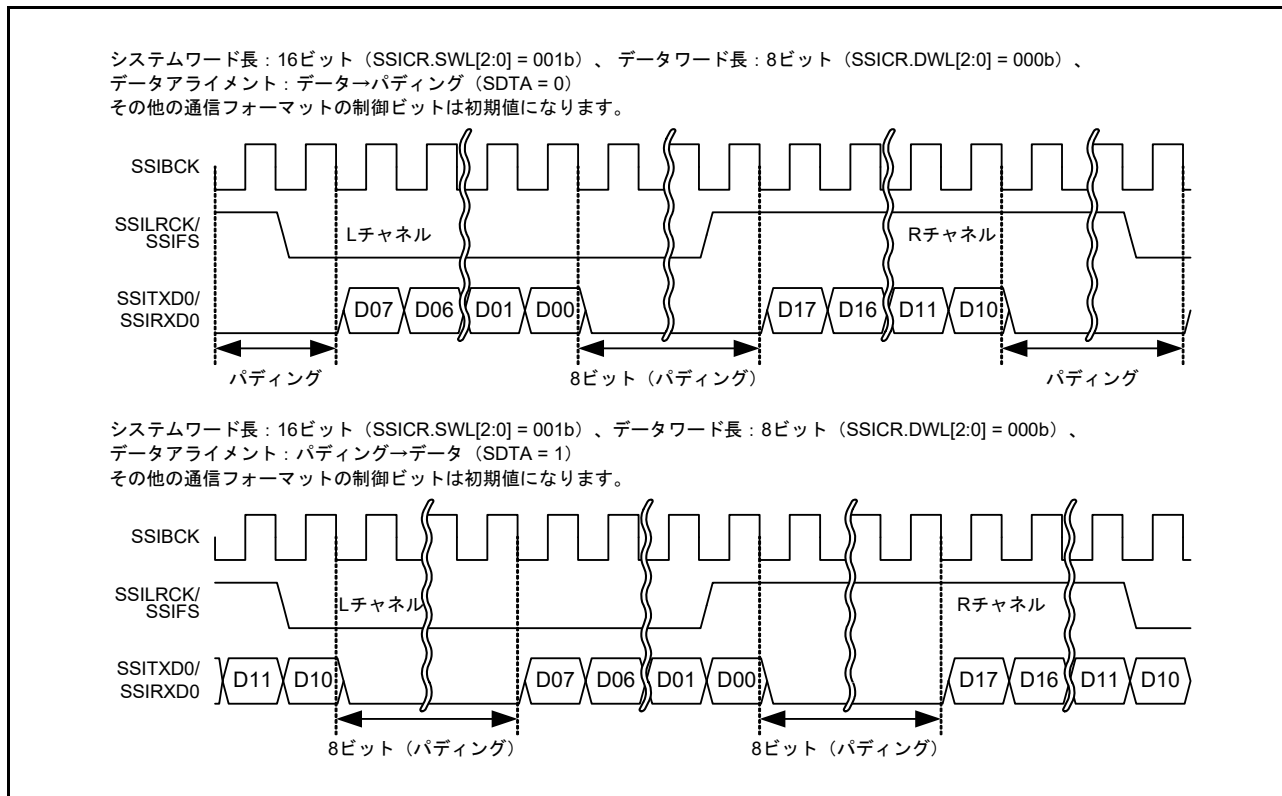 システムワード長：16ビット（SSICR.SWL[2:0] = 001b）、 データワード長：8ビット（SSICR.DWL[2:0] = 000b）、
データアライメント：データ→パディング（SDTA = 0）
その他の通信フォーマットの制御ビットは初期値になります。
SSIBCK
SSILRCK/
SSIFS
Lチャネル
Rチャネル
SSITXD0/
SSIRXD0
D07 D06 D01 D00 D17 D16 D11 D10
パディング
8ビット（パディング）
パディング
システムワード長：16ビット（SSICR.SWL[2:0] = 001b）、データワード長：8ビット（SSICR.DWL[2:0] = 000b）、
データアライメント：パディング→データ（SDTA = 1）
その他の通信フォーマットの制御ビットは初期値になります。
SSIBCK
SSILRCK/
SSIFS
Lチャネル
Rチャネル
SSITXD0/
SSIRXD0
D11 D10 D07 D06 D01 D00 D17 D16 D11 D10
8ビット（パディング）
8ビット（パディング）